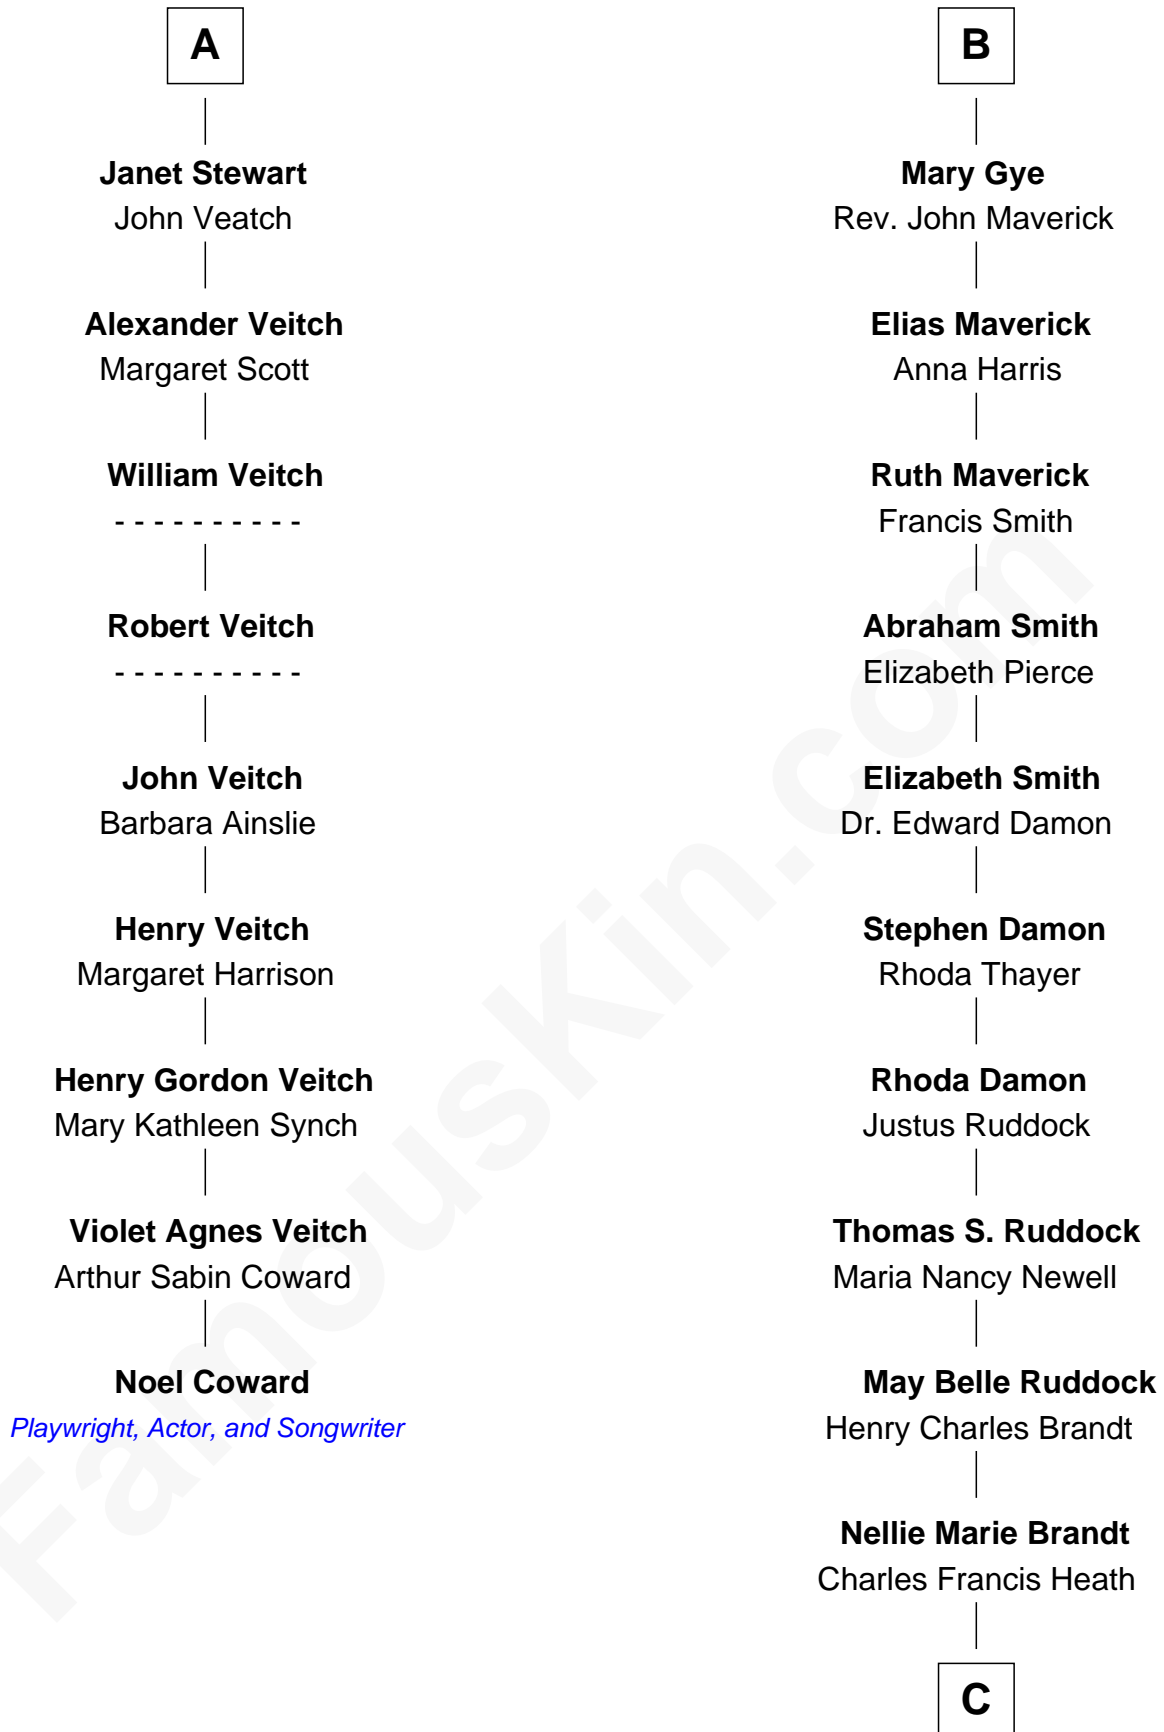 A
Janet Stewart
John Veatch
Alexander Veitch
Margaret Scott
William Veitch
- - - - - - - - - -
Robert Veitch
- - - - - - - - - -
John Veitch
Barbara Ainslie
Henry Veitch
Margaret Harrison
Henry Gordon Veitch
Mary Kathleen Synch
Violet Agnes Veitch
Arthur Sabin Coward
Noel Coward
Playwright, Actor, and Songwriter
B
Mary Gye
Rev. John Maverick
Elias Maverick
Anna Harris
Ruth Maverick
Francis Smith
Abraham Smith
Elizabeth Pierce
Elizabeth Smith
Dr. Edward Damon
Stephen Damon
Rhoda Thayer
Rhoda Damon
Justus Ruddock
Thomas S. Ruddock
Maria Nancy Newell
May Belle Ruddock
Henry Charles Brandt
Nellie Marie Brandt
Charles Francis Heath
C
FamousKin.com